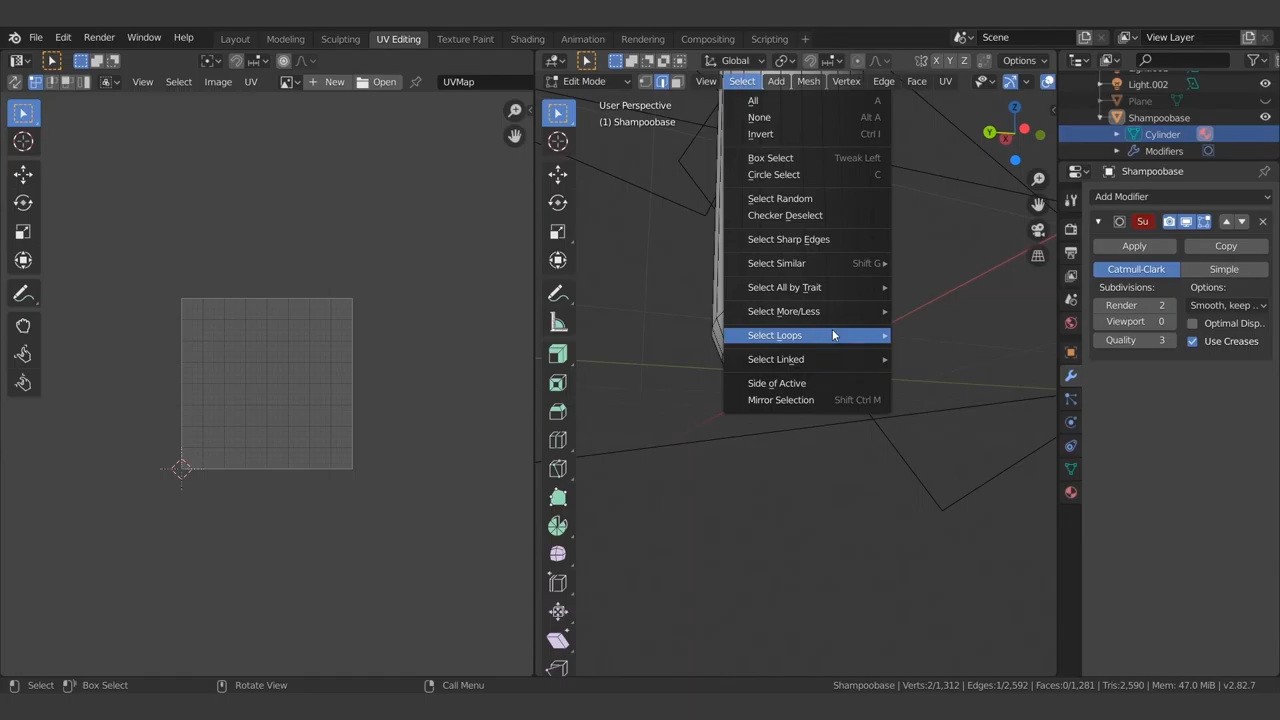 File Edit Render Window Help Layout Modeling Sculpting UV Editing Texture Paint Shading Animation Rendering Compositing Scripting + Scene View Layer
Global Options
View Select Image UV New Open UVMap Edit Mode View Select Add Mesh Vertex Edge Face UV
X Y Z
User Perspective
(1) Shampoobase
All A
None Alt A
Invert Ctrl I
Box Select Tweak Left
Circle Select C
Select Random
Checker Deselect
Select Sharp Edges
Select Similar Shift G
Select All by Trait
Select More/Less
Select Loops
Select Linked
Side of Active
Mirror Selection Shift Ctrl M
Z
Y
X
Light.002
Plane
Shampoobase
Cylinder
Modifiers
Shampoobase
Add Modifier
Su
Apply Copy
Catmull-Clark Simple
Subdivisions: Options:
Render 2 Smooth, keep ..
Viewport 0 Optimal Disp..
Quality 3 Use Creases
Select Box Select Rotate View Call Menu Shampoobase | Verts:2/1,312 | Edges:1/2,592 | Faces:0/1,281 | Tris:2,590 | Mem: 47.0 MiB | v2.82.7